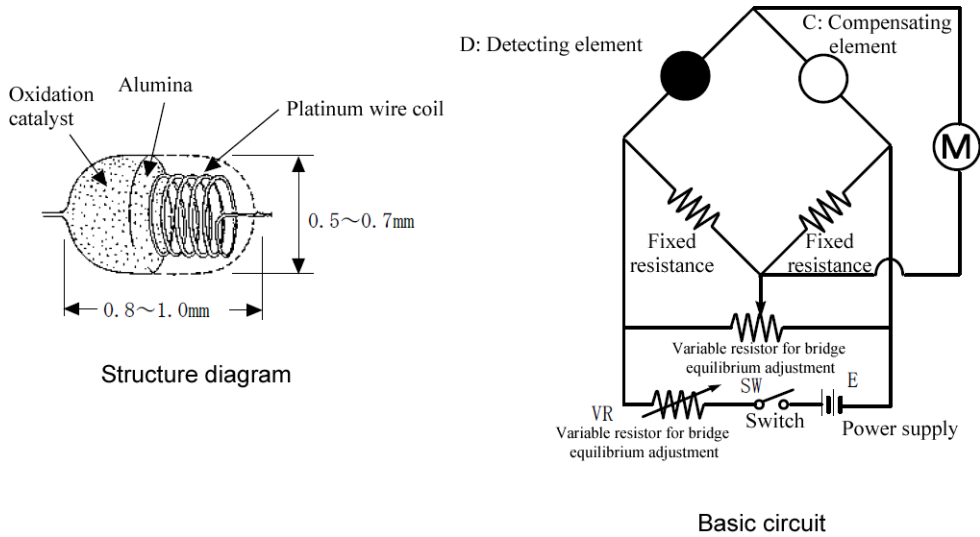 Oxidation
catalyst
Alumina
Platinum wire coil
0.5~0.7mm
0.8~1.0mm
Structure diagram
D: Detecting element
C: Compensating
element
M
Fixed
resistance
Fixed
resistance
Variable resistor for bridge
equilibrium adjustment
SW
E
VR
Switch
Power supply
Variable resistor for bridge
equilibrium adjustment
Basic circuit